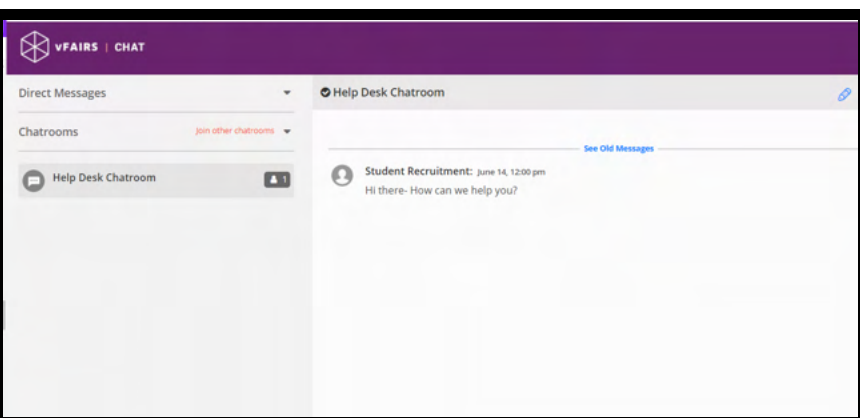 vFAIRS | CHAT
Direct Messages
Chatrooms Join other chatrooms
Help Desk Chatroom 1
Help Desk Chatroom
See Old Messages
Student Recruitment: June 14, 12:00 pm
Hi there- How can we help you?